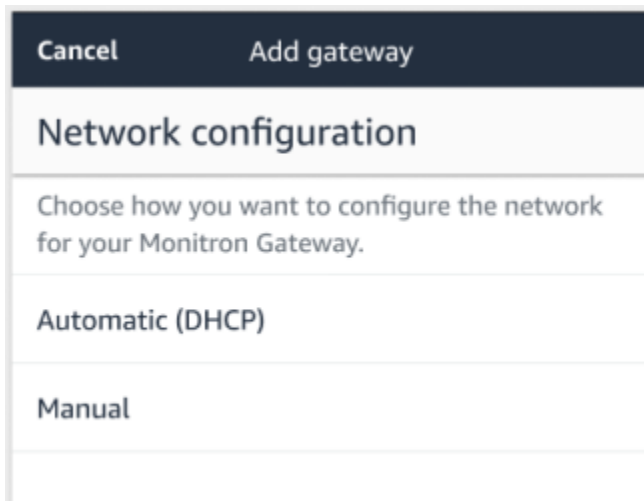 Cancel Add gateway
Network configuration
Choose how you want to configure the network
for your Monitron Gateway.
Automatic (DHCP)
Manual